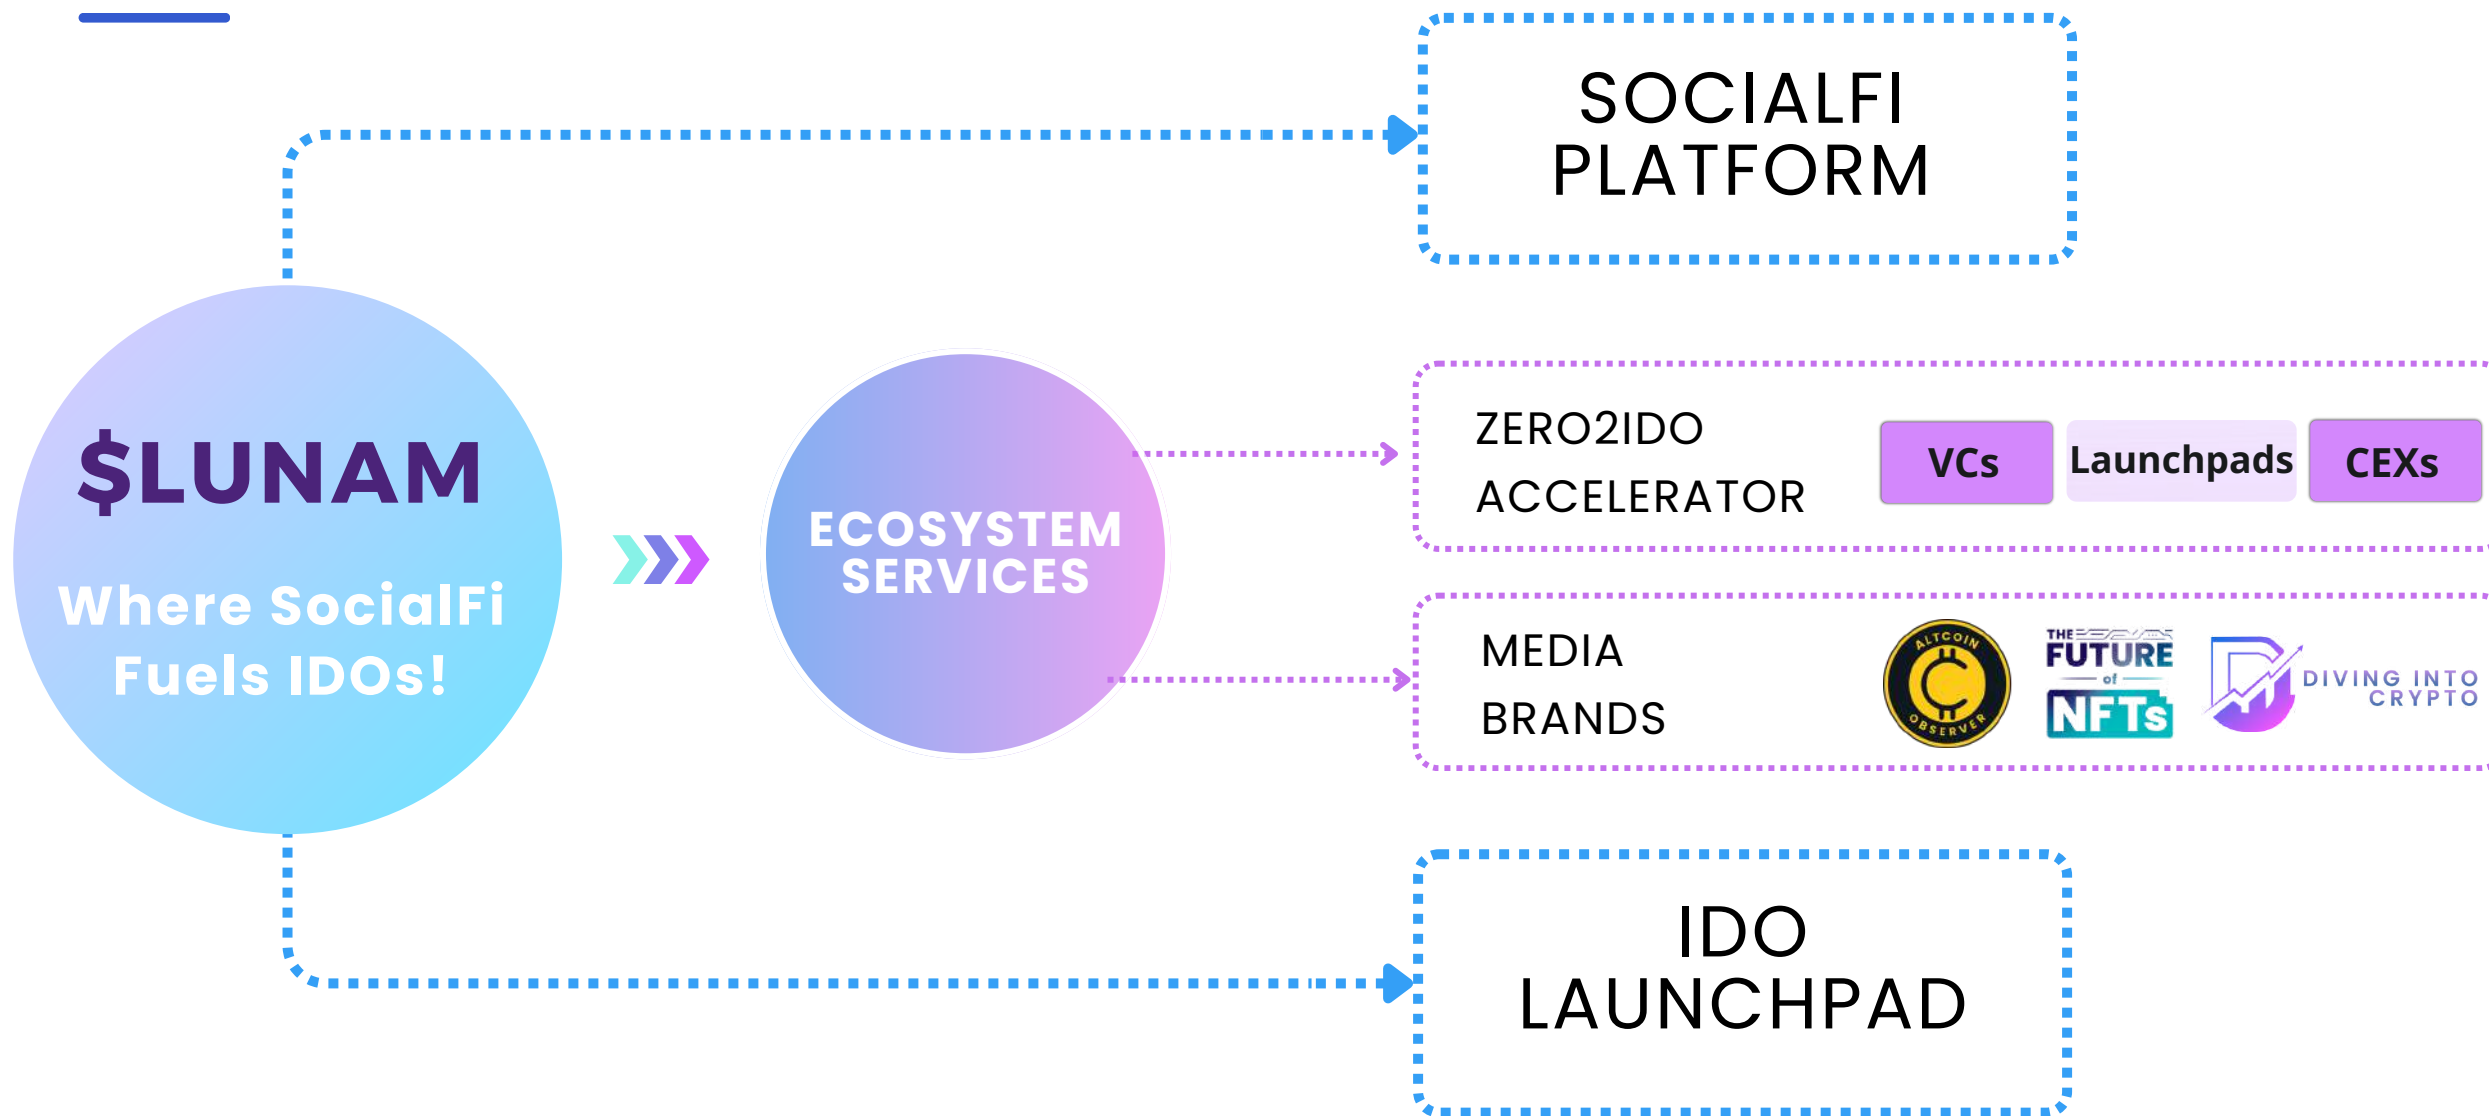 SOCIALFI
PLATFORM
$LUNAM
Where SocialFi
Fuels IDOs!
ECOSYSTEM
SERVICES
ZERO2IDO
ACCELERATOR
VCs
Launchpads
CEXs
MEDIA
BRANDS
ALTCOIN
OBSERVER
THE
FUTURE
of
NFTs
DIVING INTO
CRYPTO
IDO
LAUNCHPAD